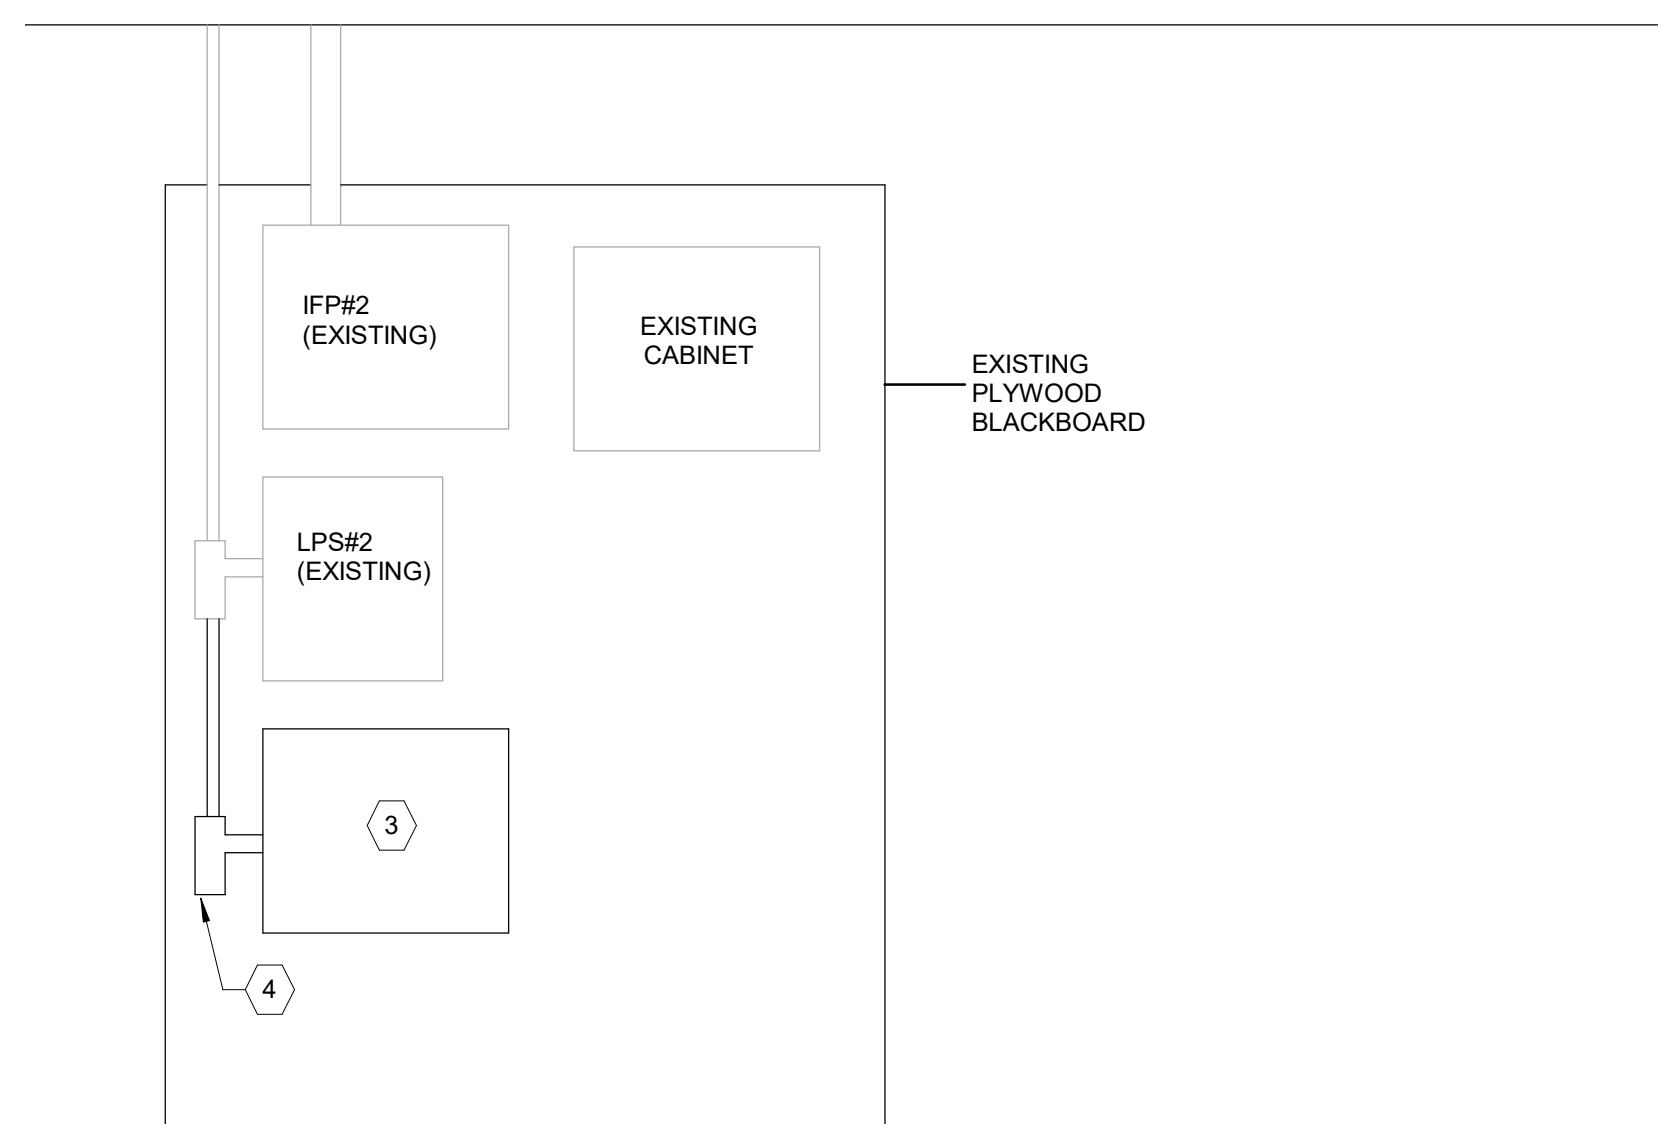 IFP#2
(EXISTING)
EXISTING
CABINET
EXISTING
PLYWOOD
BLACKBOARD
LPS#2
(EXISTING)
3
4